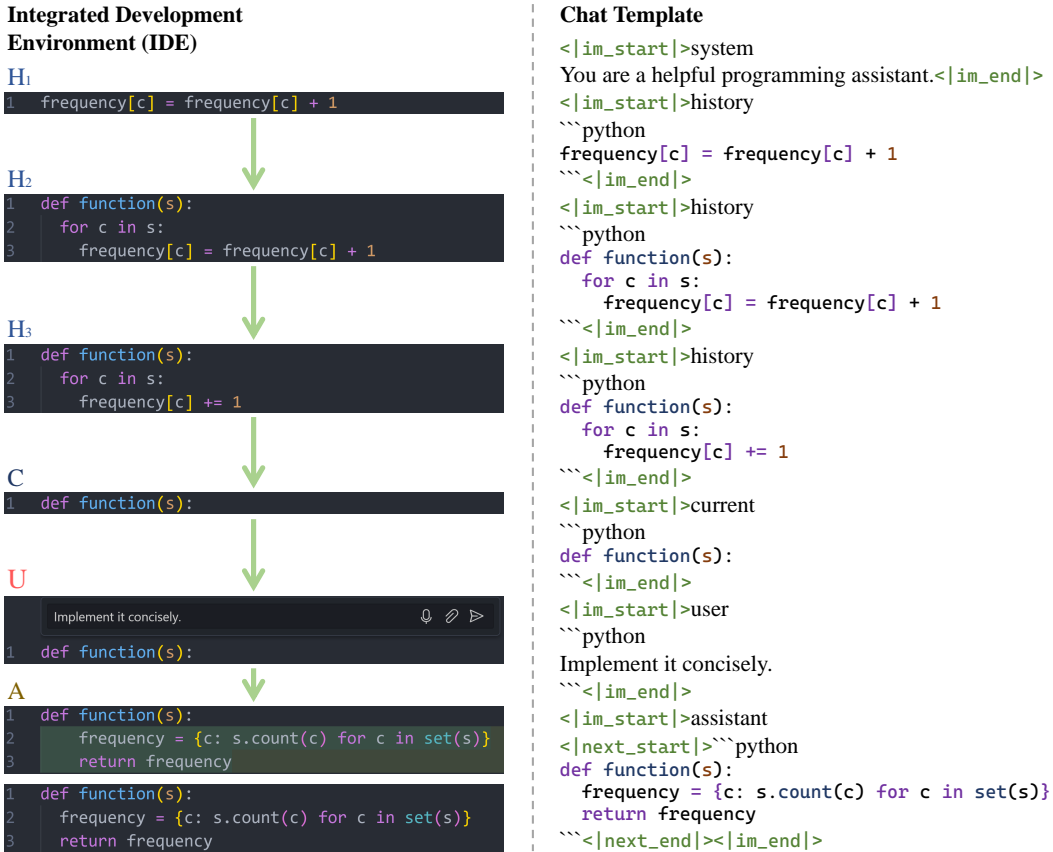 Integrated Development
Environment (IDE)
H1
1 frequency[c] = frequency[c] + 1
H2
1 def function(s):
2   for c in s:
3     frequency[c] = frequency[c] + 1
H3
1 def function(s):
2   for c in s:
3     frequency[c] += 1
C
1 def function(s):
U
Implement it concisely.
1 def function(s):
A
1 def function(s):
2     frequency = {c: s.count(c) for c in set(s)}
3     return frequency
1 def function(s):
2   frequency = {c: s.count(c) for c in set(s)}
3   return frequency
Chat Template
<|im_start|>system
You are a helpful programming assistant.<|im_end|>
<|im_start|>history
```python
frequency[c] = frequency[c] + 1
```<|im_end|>
<|im_start|>history
```python
def function(s):
  for c in s:
    frequency[c] = frequency[c] + 1
```<|im_end|>
<|im_start|>history
```python
def function(s):
  for c in s:
    frequency[c] += 1
```<|im_end|>
<|im_start|>current
```python
def function(s):
```<|im_end|>
<|im_start|>user
```python
Implement it concisely.
```<|im_end|>
<|im_start|>assistant
<|next_start|>```python
def function(s):
  frequency = {c: s.count(c) for c in set(s)}
  return frequency
```<|next_end|><|im_end|>